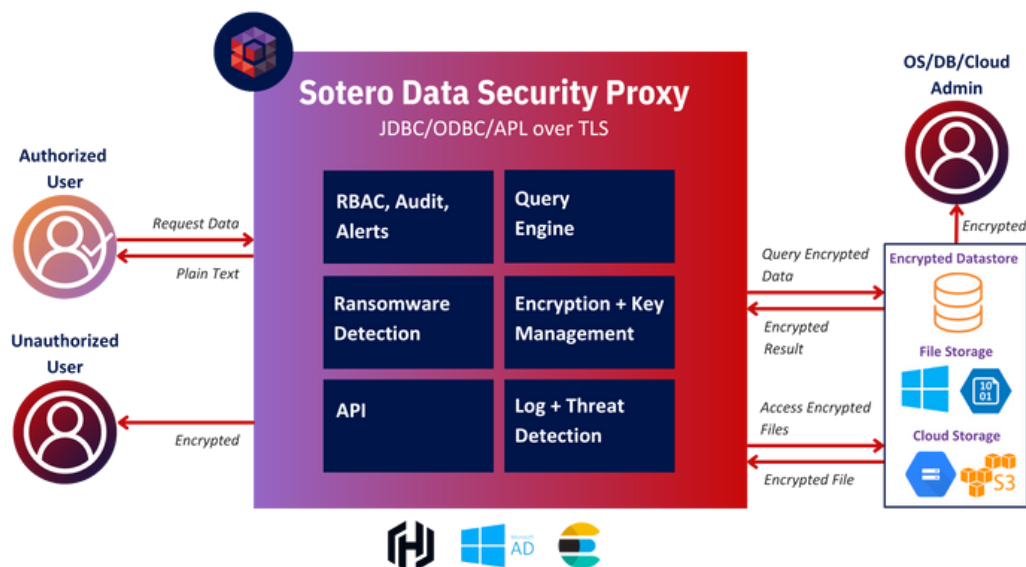 Sotero Data Security Proxy
JDBC/ODBC/APL over TLS
OS/DB/Cloud
Admin
Authorized
User
Request Data
Plain Text
Unauthorized
User
Encrypted
RBAC, Audit,
Alerts
Query
Engine
Ransomware
Detection
Encryption + Key
Management
API
Log + Threat
Detection
Query Encrypted
Data
Encrypted
Result
Access Encrypted
Files
Encrypted File
Encrypted
Encrypted Datastore
File Storage
10
01
Cloud Storage
S3
Microsoft
AD